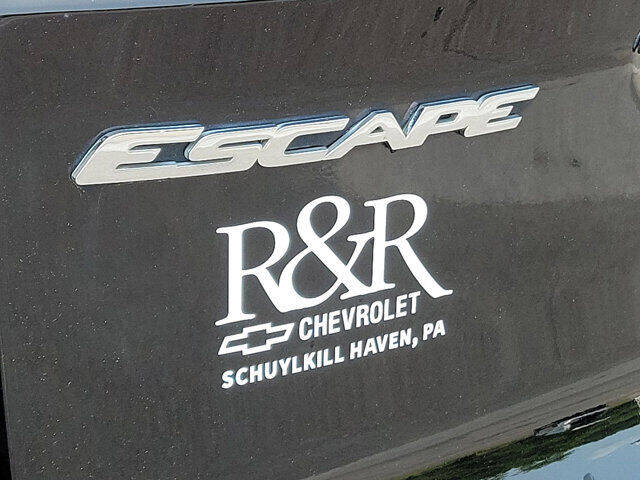 ESCAPE
R&R
CHEVROLET
SCHUYLKILL HAVEN, PA